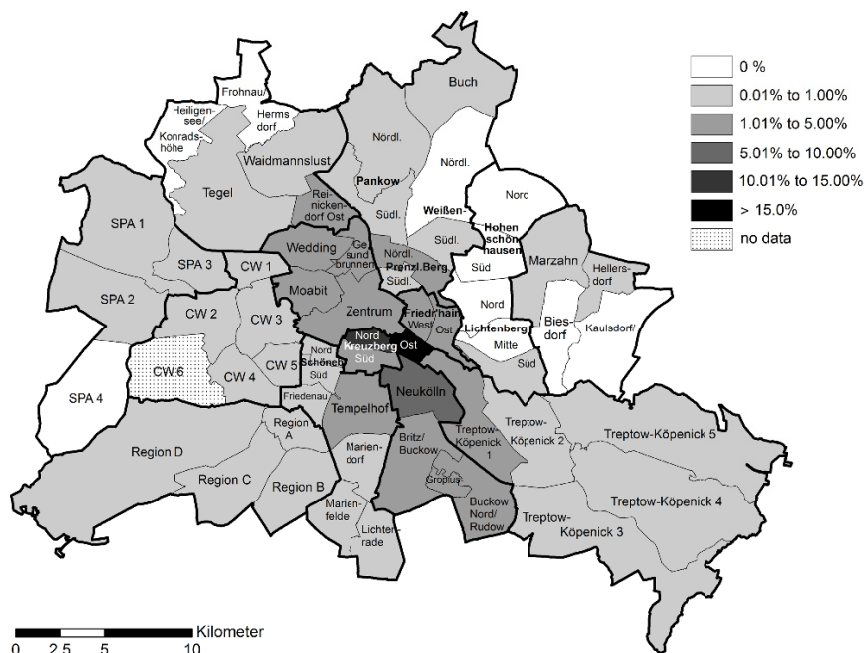 Frohnau/
Herms
dorf
Heiligen-
see/
Konrads-
höhe
Tegel
Waidmannslust
Rei-
nicken-
dorf Ost
Buch
Nördl.
Pankow
Südl.
Nördl.
Weißen-
Südl.
Nord
Hohen
schön
hausen
Süd
Marzahn
Hellers-
dorf
Bies-
dorf
Kaulsdorf/
Nord
Lichtenberg
Mitte
Süd
SPA 1
SPA 2
SPA 3
SPA 4
CW 1
CW 2
CW 3
CW 4
CW 5
CW 6
Wedding
Ge-
sund
brunnen
Moabit
Zentrum
Nördl.
Prenzl.Berg
Südl.
Friedr'hain
West
Ost
Nord
Kreuzberg
Süd
Ost
Nord
Schöneb
Süd
Friedenau
Tempelhof
Marien-
dorf
Marien-
felde
Lichten-
rade
Neukölln
Britz/
Buckow
Gropius
Buckow
Nord/
Rudow
Region
A
Region B
Region C
Region D
Treptow-
Köpenick
1
Treptow-
Köpenick 2
Treptow-
Köpenick 3
Treptow-Köpenick 4
Treptow-Köpenick 5
0 %
0.01% to 1.00%
1.01% to 5.00%
5.01% to 10.00%
10.01% to 15.00%
> 15.0%
no data
Kilometer
0 2.5 5 10